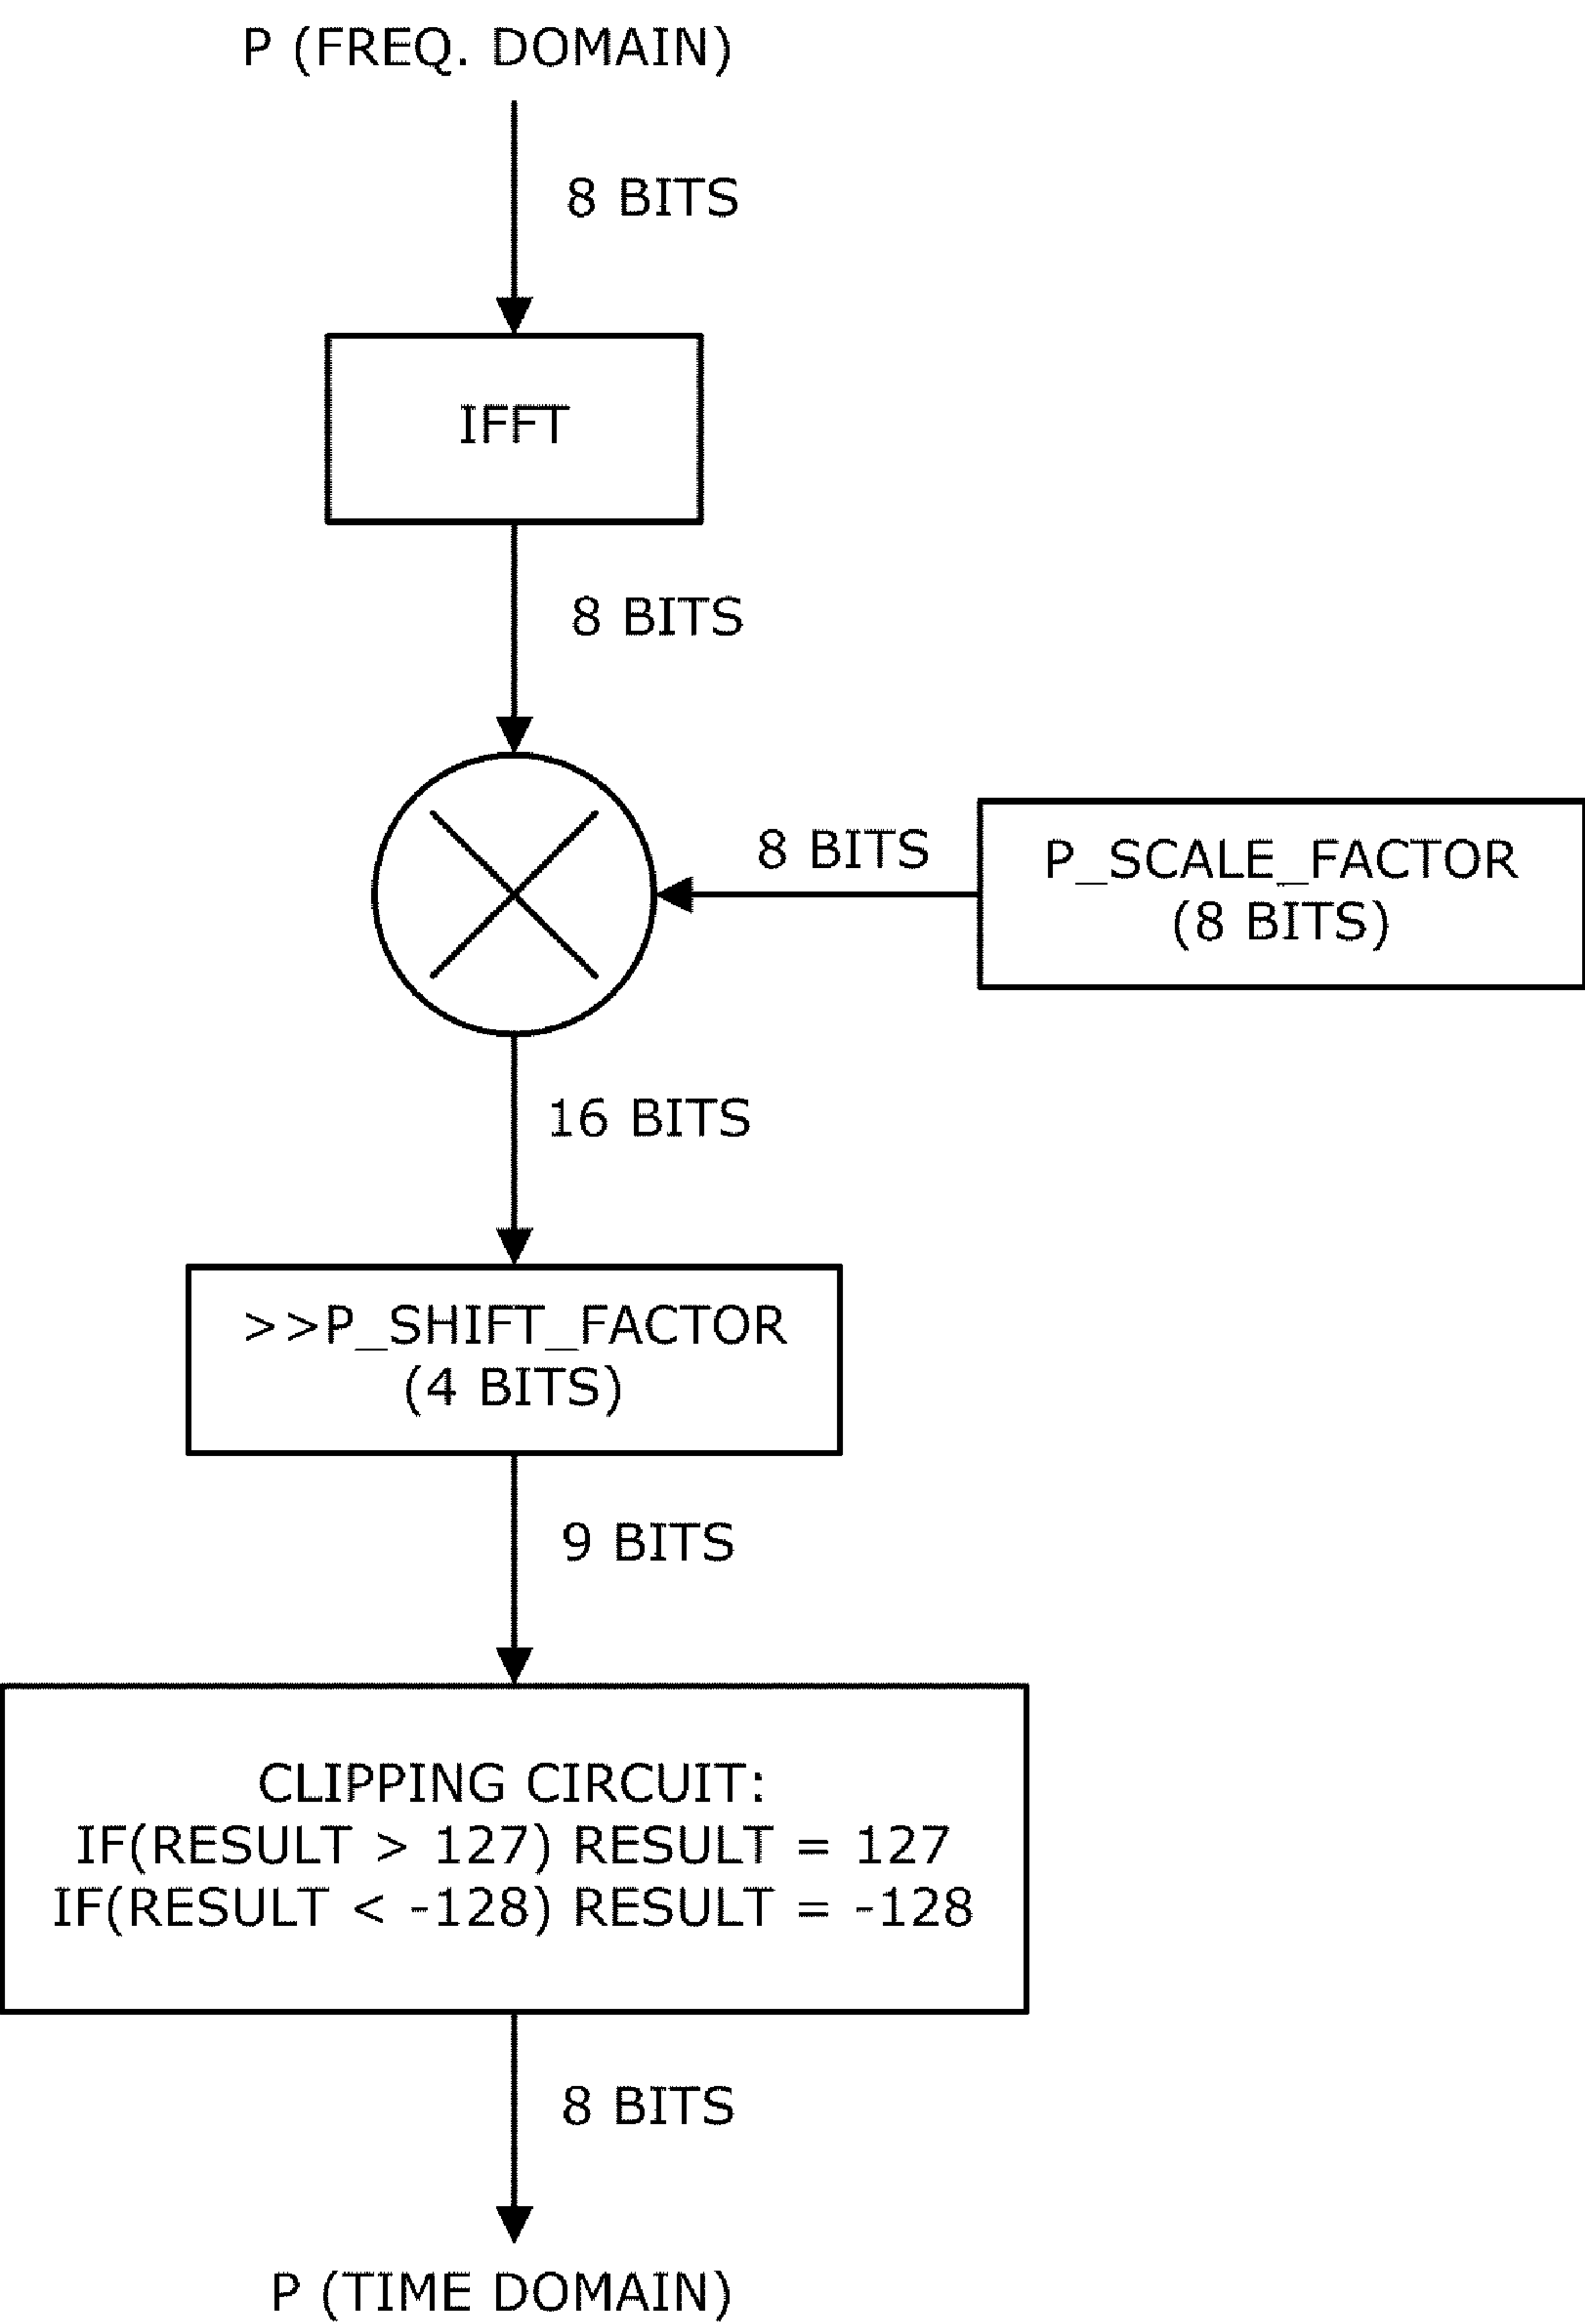 P (FREQ. DOMAIN)
8 BITS
IFFT
8 BITS
8 BITS
P_SCALE_FACTOR
(8 BITS)
16 BITS
>>P_SHIFT_FACTOR
(4 BITS)
9 BITS
CLIPPING CIRCUIT:
IF(RESULT > 127) RESULT = 127
IF(RESULT < -128) RESULT = -128
8 BITS
P (TIME DOMAIN)